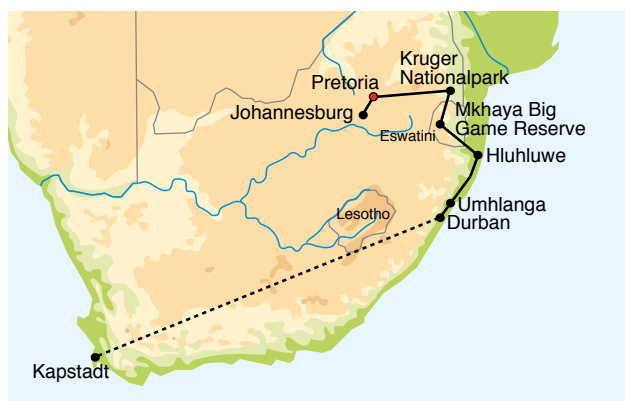 Kruger
Nationalpark
Pretoria
Johannesburg
Mkhaya Big
Game Reserve
Eswatini
Hluhluwe
Umhlanga
Lesotho
Durban
Kapstadt